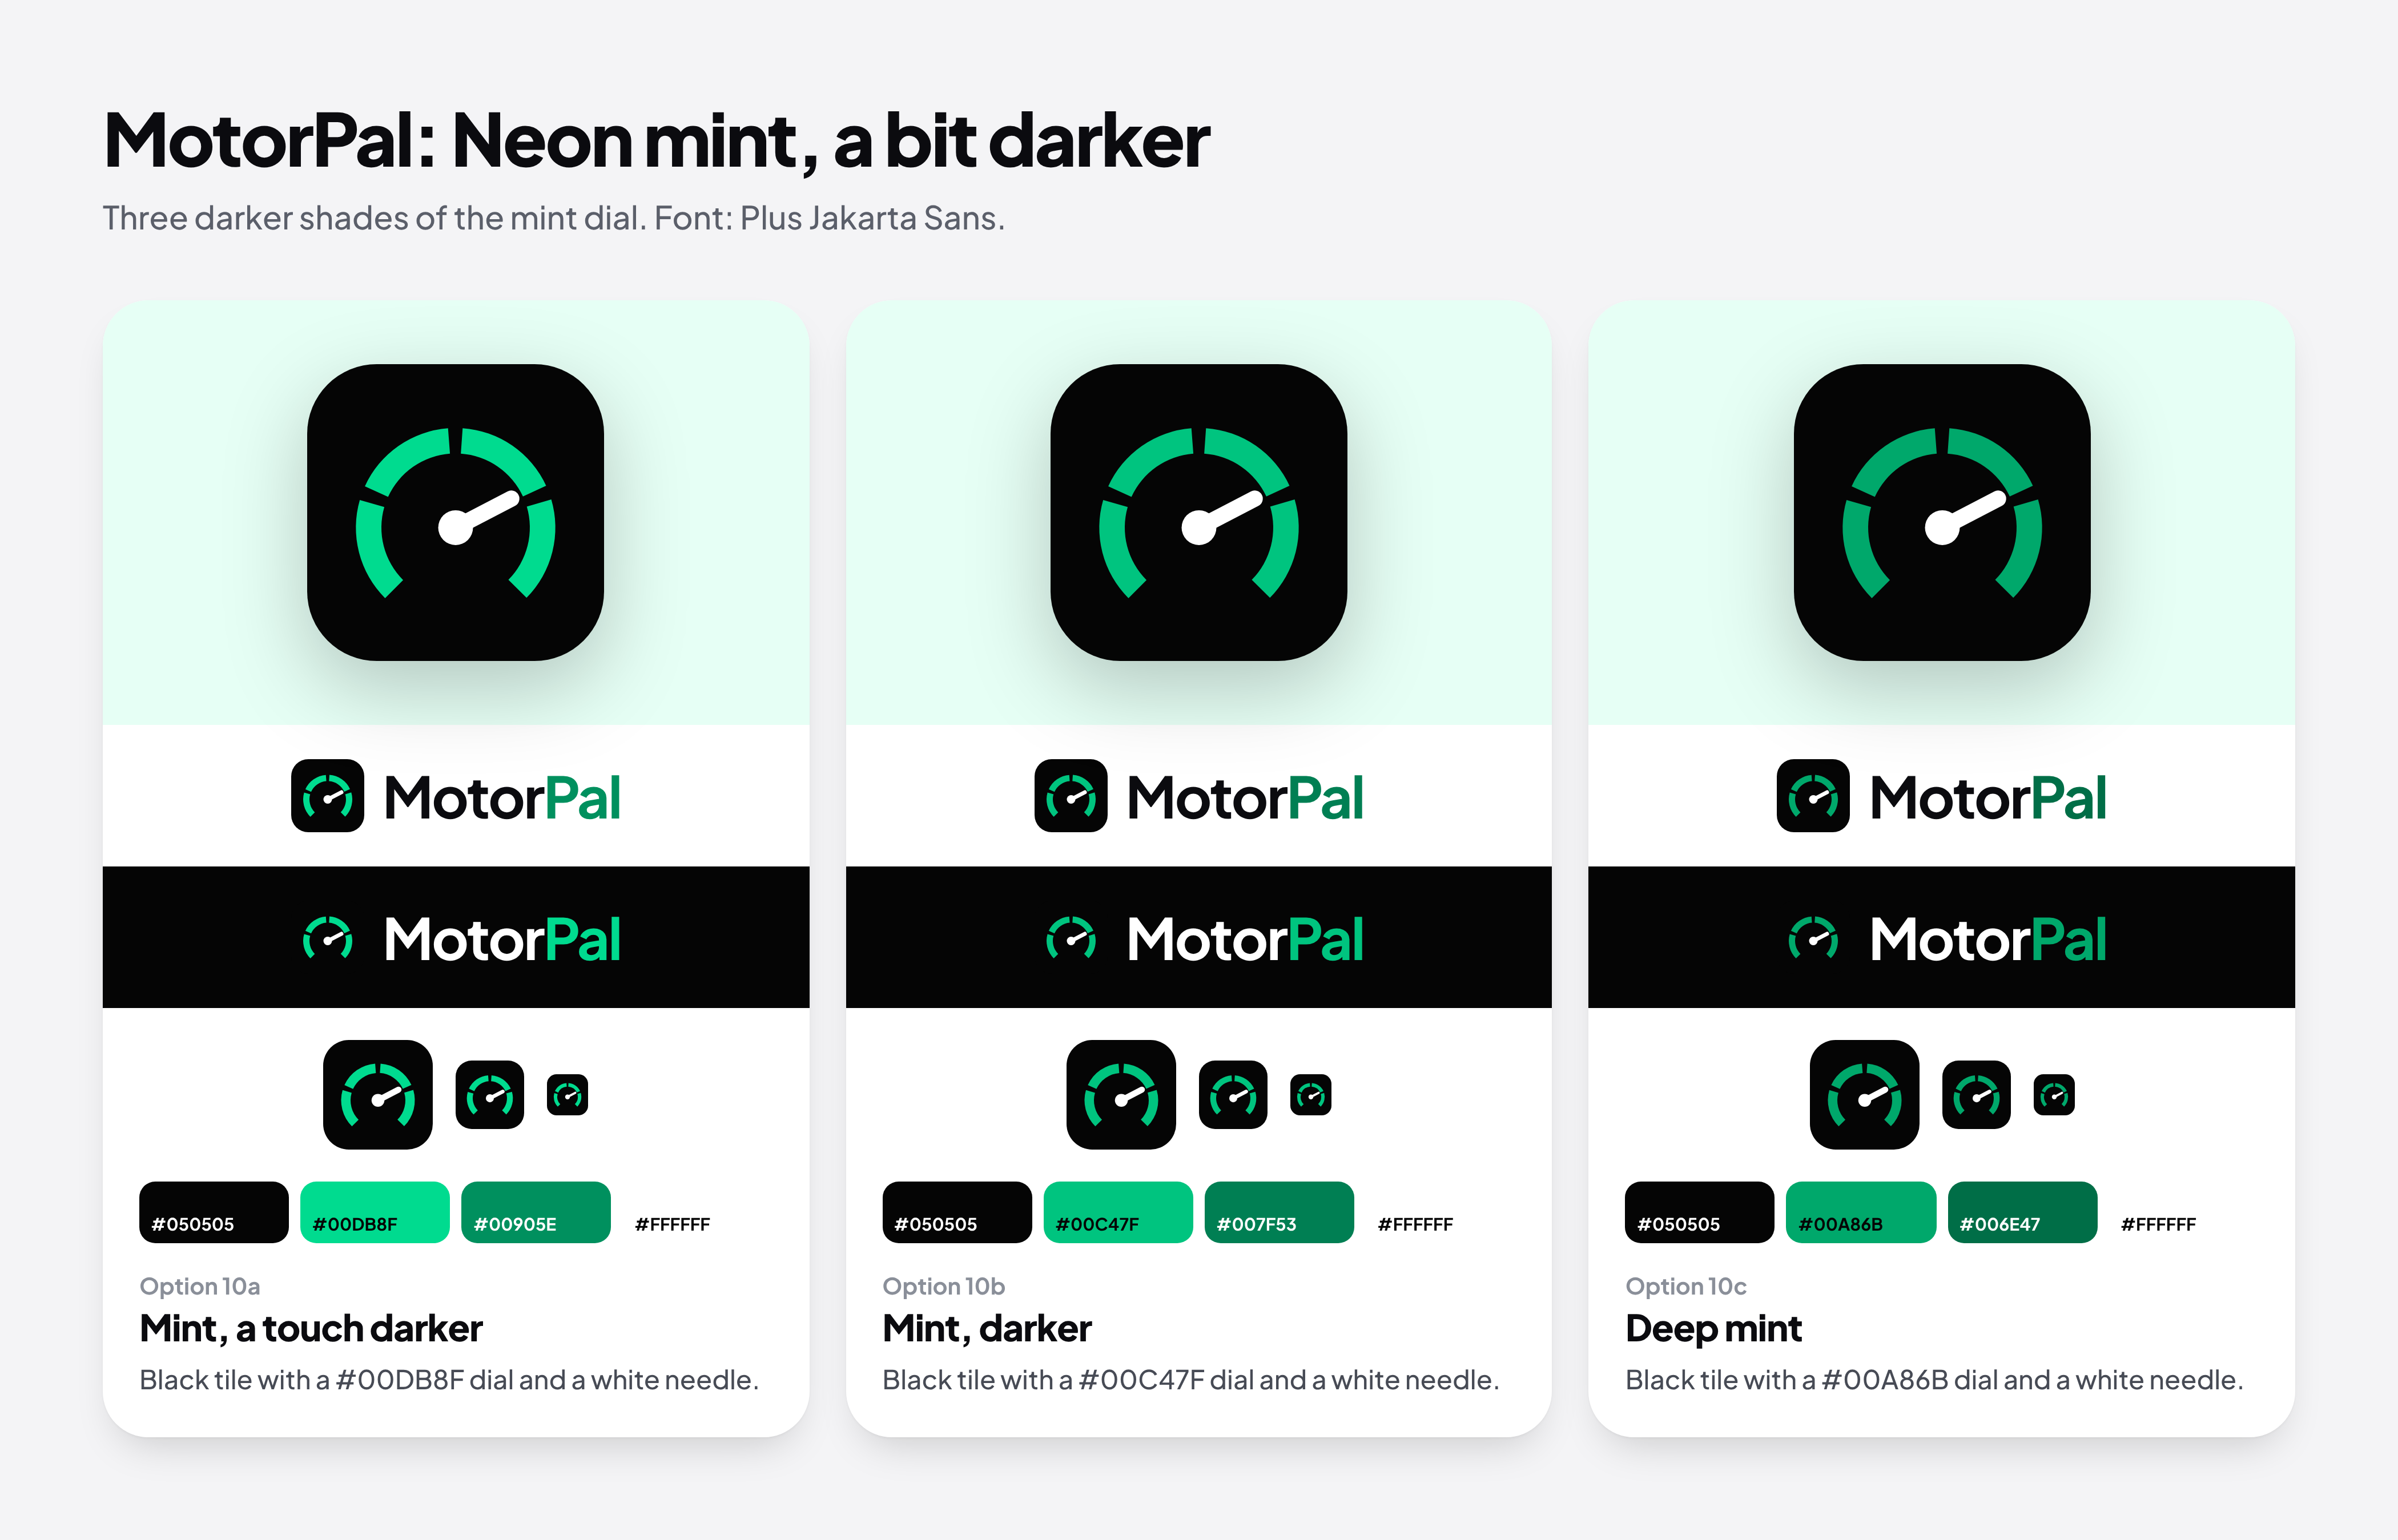 MotorPal: Neon mint, a bit darker
Three darker shades of the mint dial. Font: Plus Jakarta Sans.
MotorPal
MotorPal
#050505
#00DB8F
#00905E
#FFFFFF
Option 10a
Mint, a touch darker
Black tile with a #00DB8F dial and a white needle.
MotorPal
MotorPal
#050505
#00C47F
#007F53
#FFFFFF
Option 10b
Mint, darker
Black tile with a #00C47F dial and a white needle.
MotorPal
MotorPal
#050505
#00A86B
#006E47
#FFFFFF
Option 10c
Deep mint
Black tile with a #00A86B dial and a white needle.